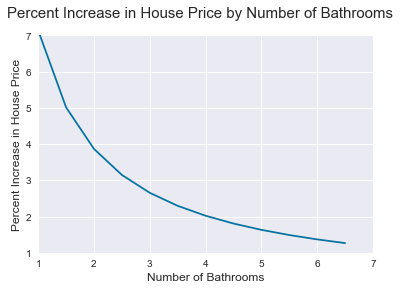 Percent Increase in House Price by Number of Bathrooms
Percent Increase in House Price
7
6
5
4
3
2
1
1 2 3 4 5 6 7
Number of Bathrooms